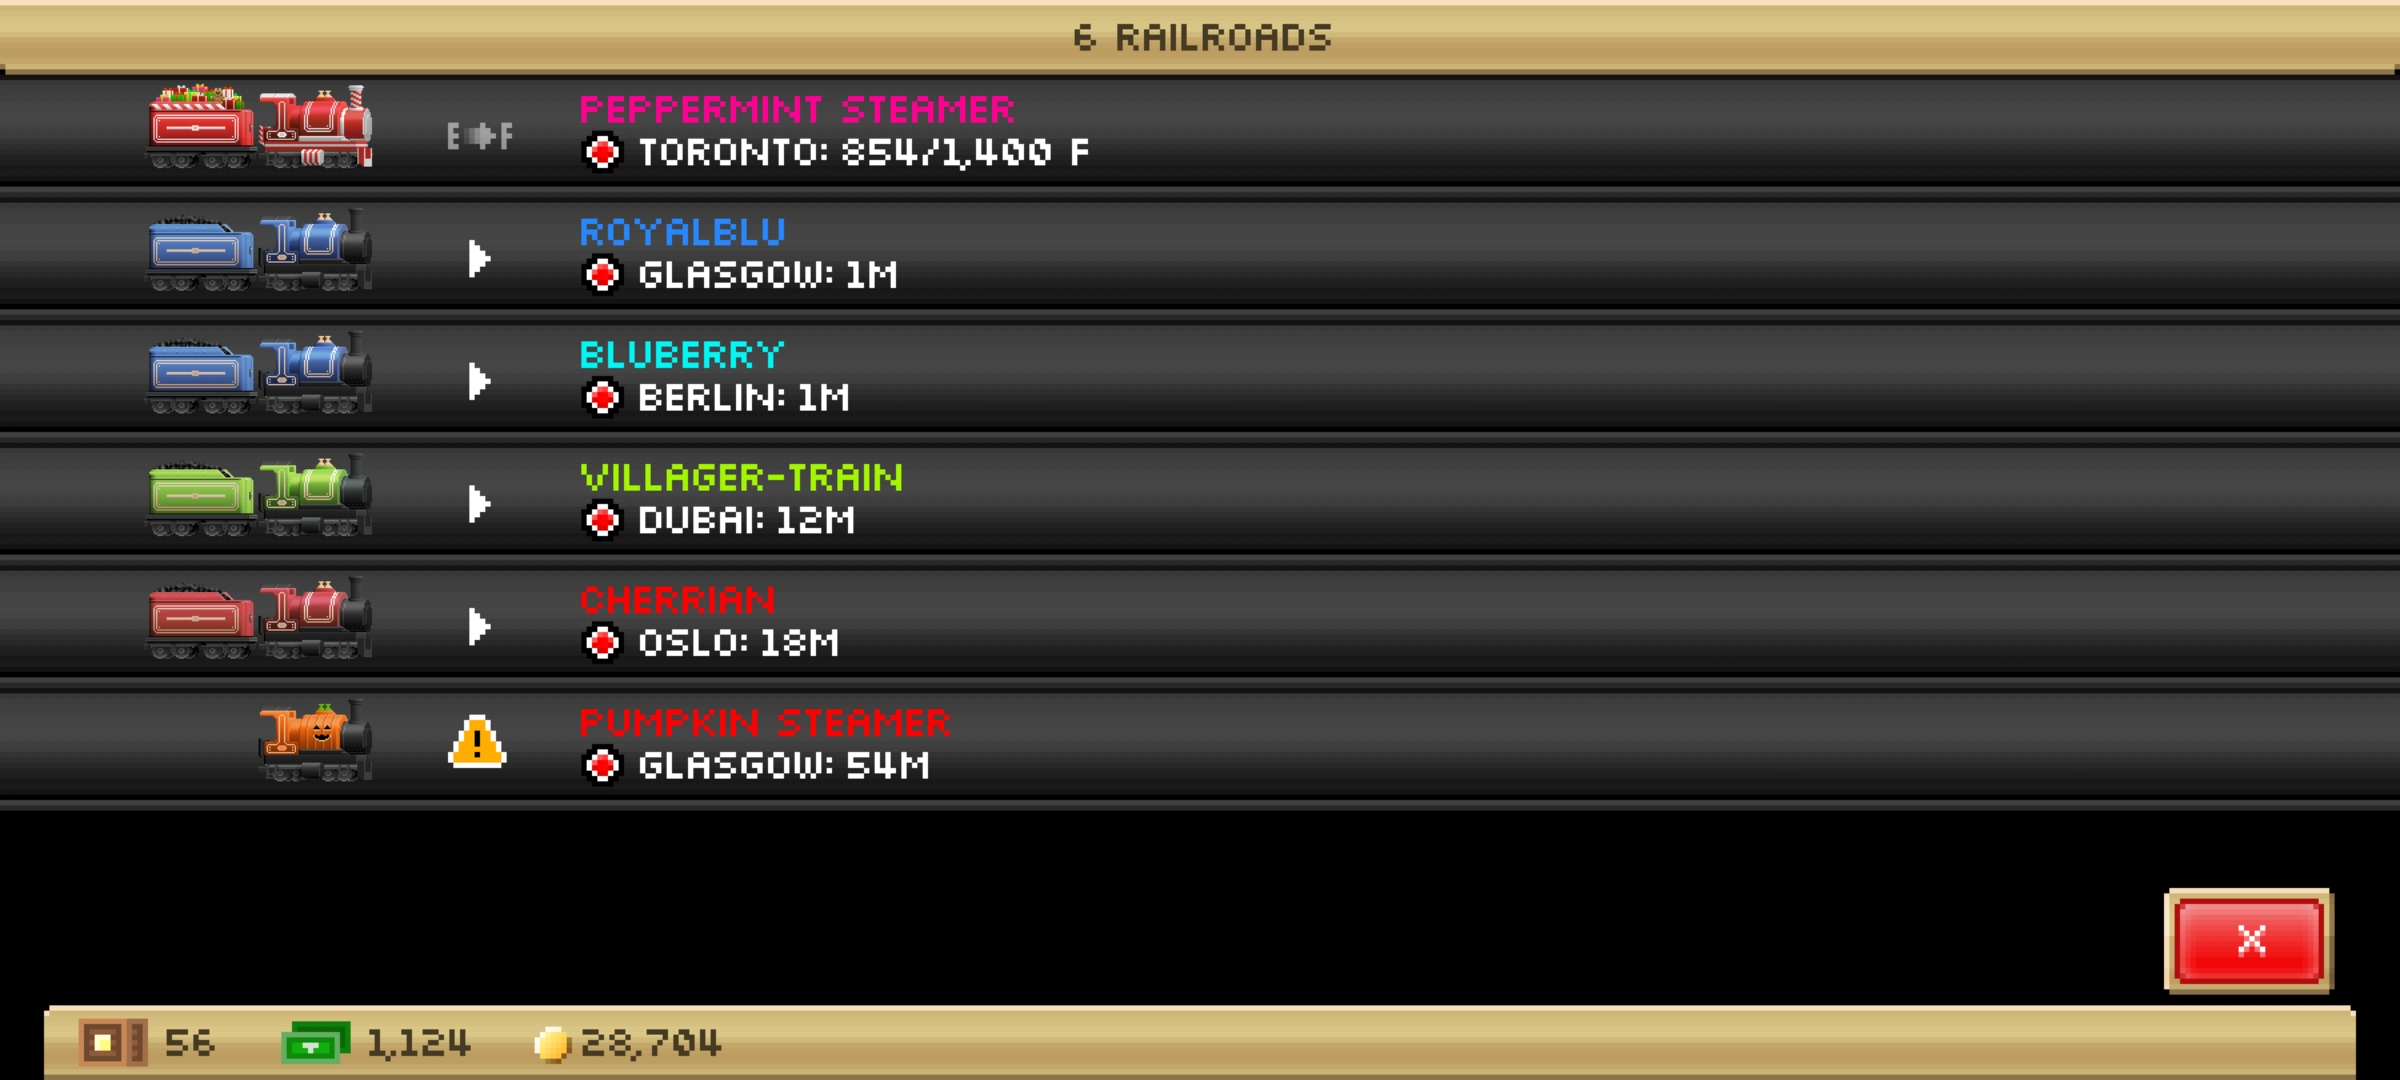 6 RAILROADS
E F
PEPPERMINT STEAMER
TORONTO: 854/1,400 F
ROYALBLU
GLASGOW: 1M
BLUBERRY
BERLIN: 1M
VILLAGER-TRAIN
DUBAI: 12M
CHERRIAN
OSLO: 18M
!
PUMPKIN STEAMER
GLASGOW: 54M
X
56 1,124 28,704